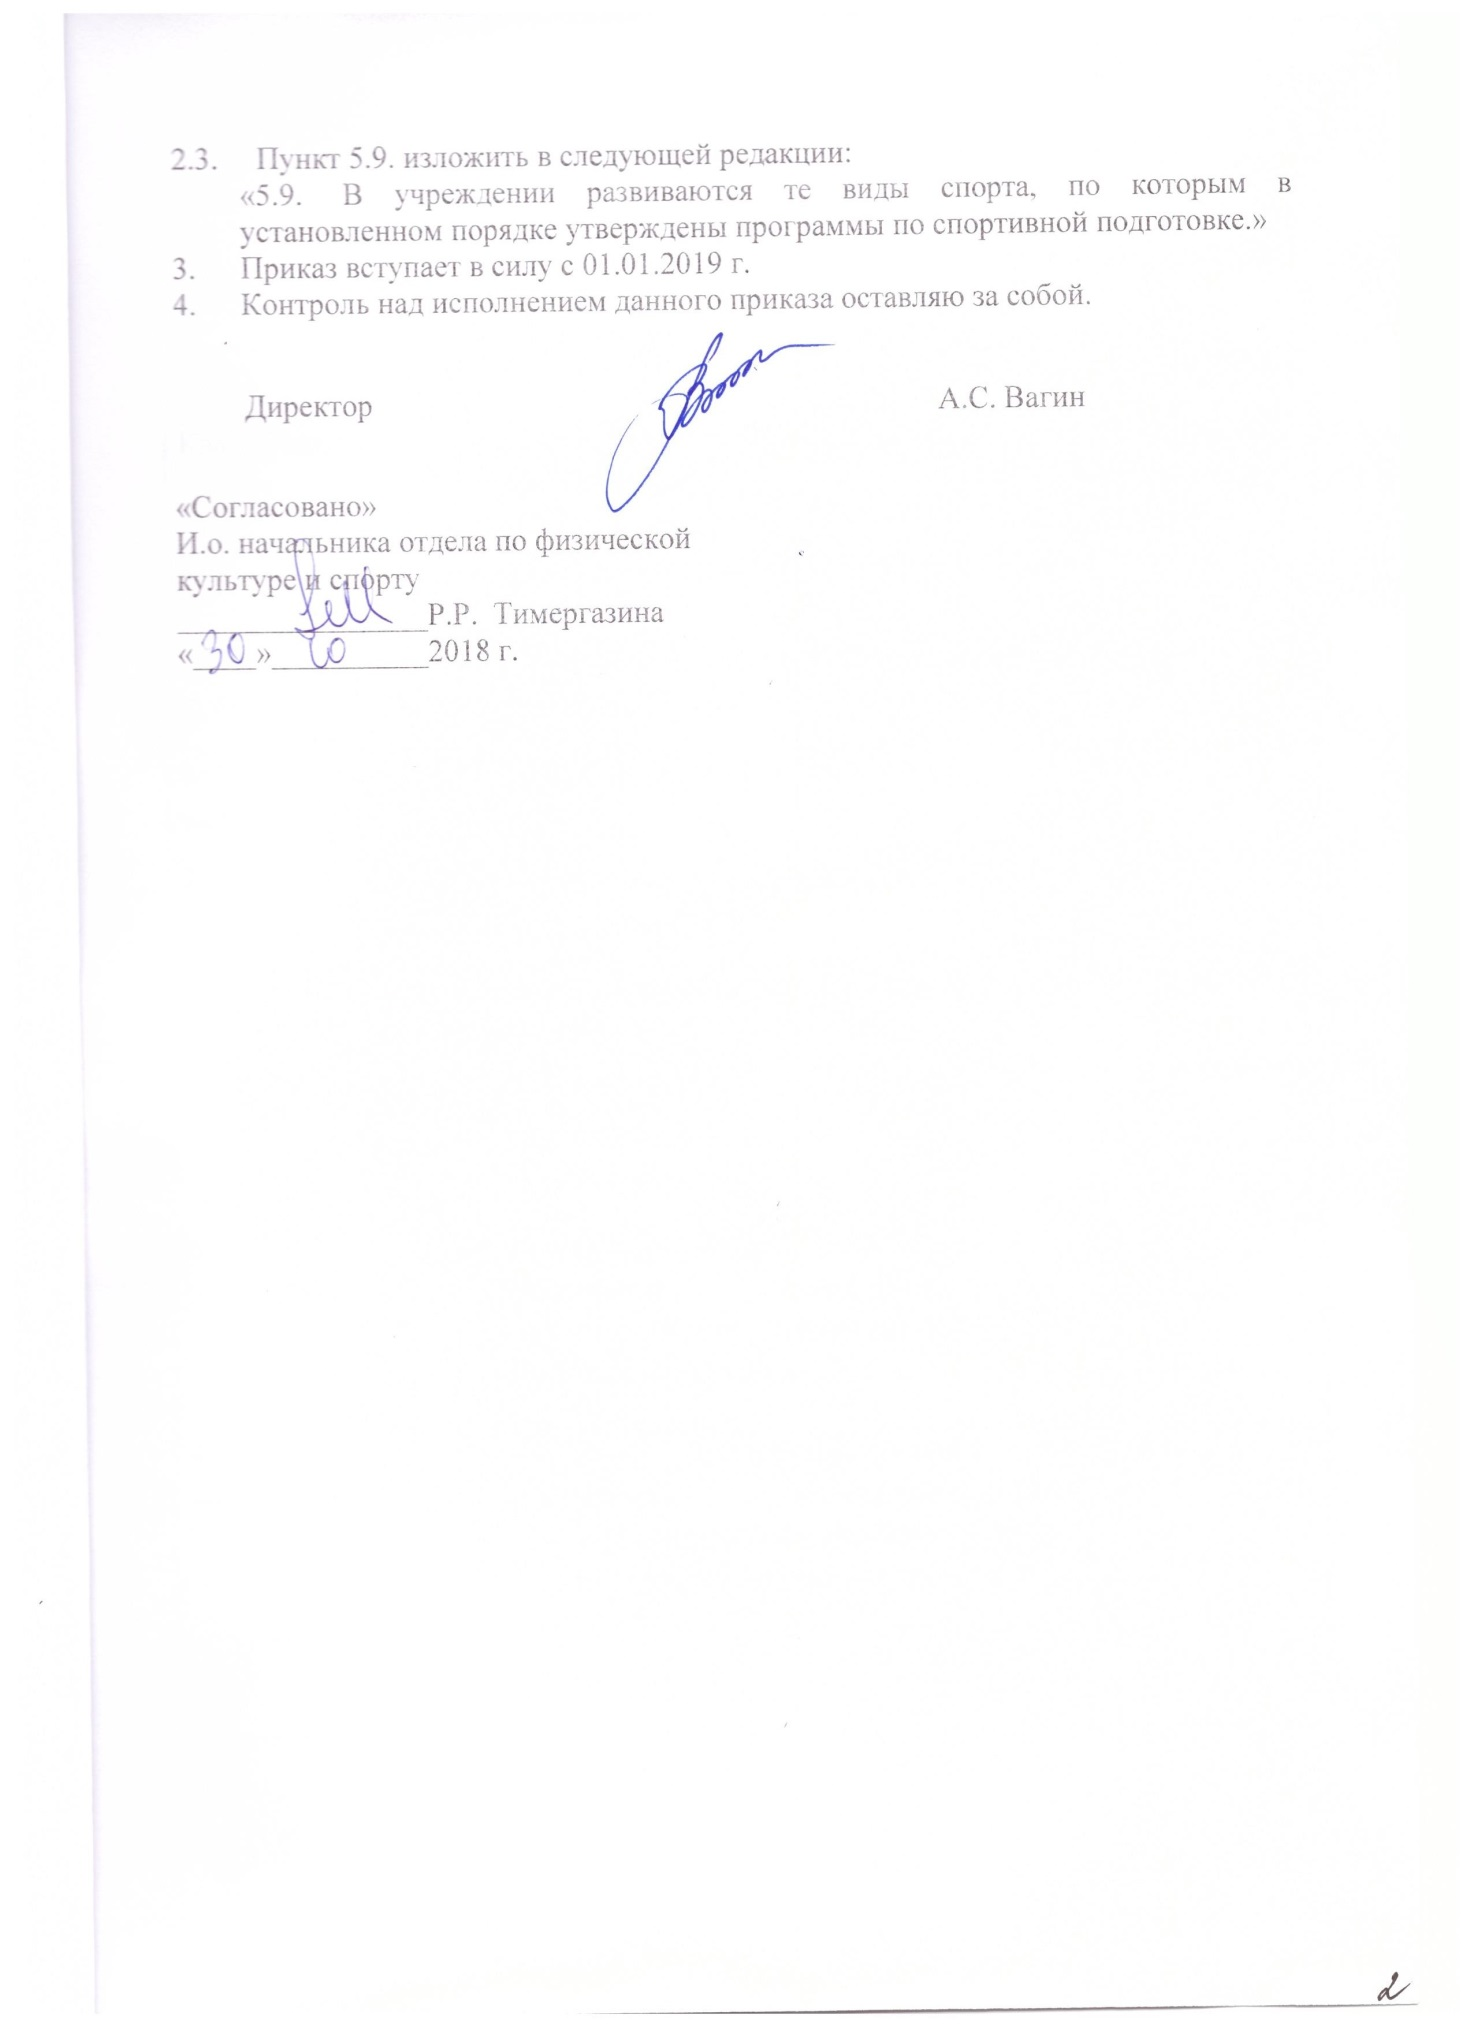 2.3. Пункт 5.9. изложить в следующей редакции:
«5.9. В учреждении развиваются те виды спорта, по которым в
установленном порядке утверждены программы по спортивной подготовке.»
3. Приказ вступает в силу с 01.01.2019 г.
4. Контроль над исполнением данного приказа оставляю за собой.
Директор А.С. Вагин
«Согласовано»
И.о. начальника отдела по физической
культуре и спорту
Р.Р. Тимергазина
«30» 2018 г.
2